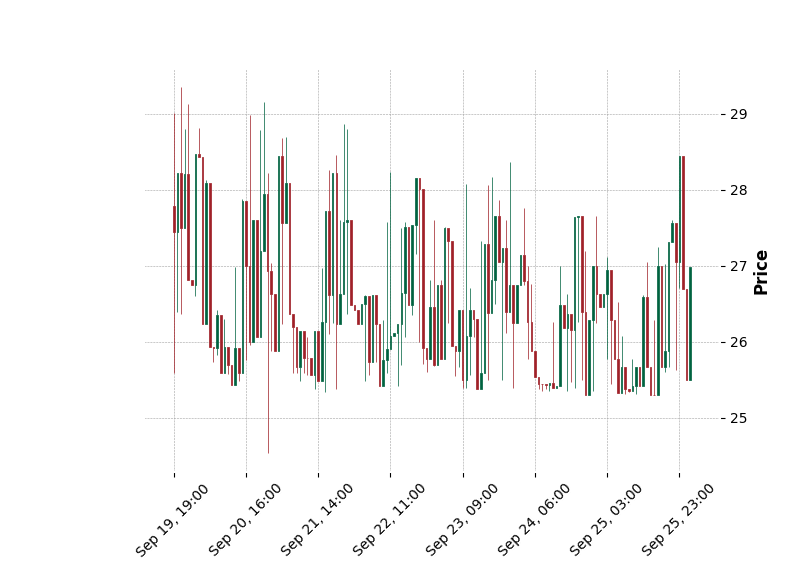 29
28
27
26
25
Price
Sep 19, 19:00
Sep 20, 16:00
Sep 21, 14:00
Sep 22, 11:00
Sep 23, 09:00
Sep 24, 06:00
Sep 25, 03:00
Sep 25, 23:00